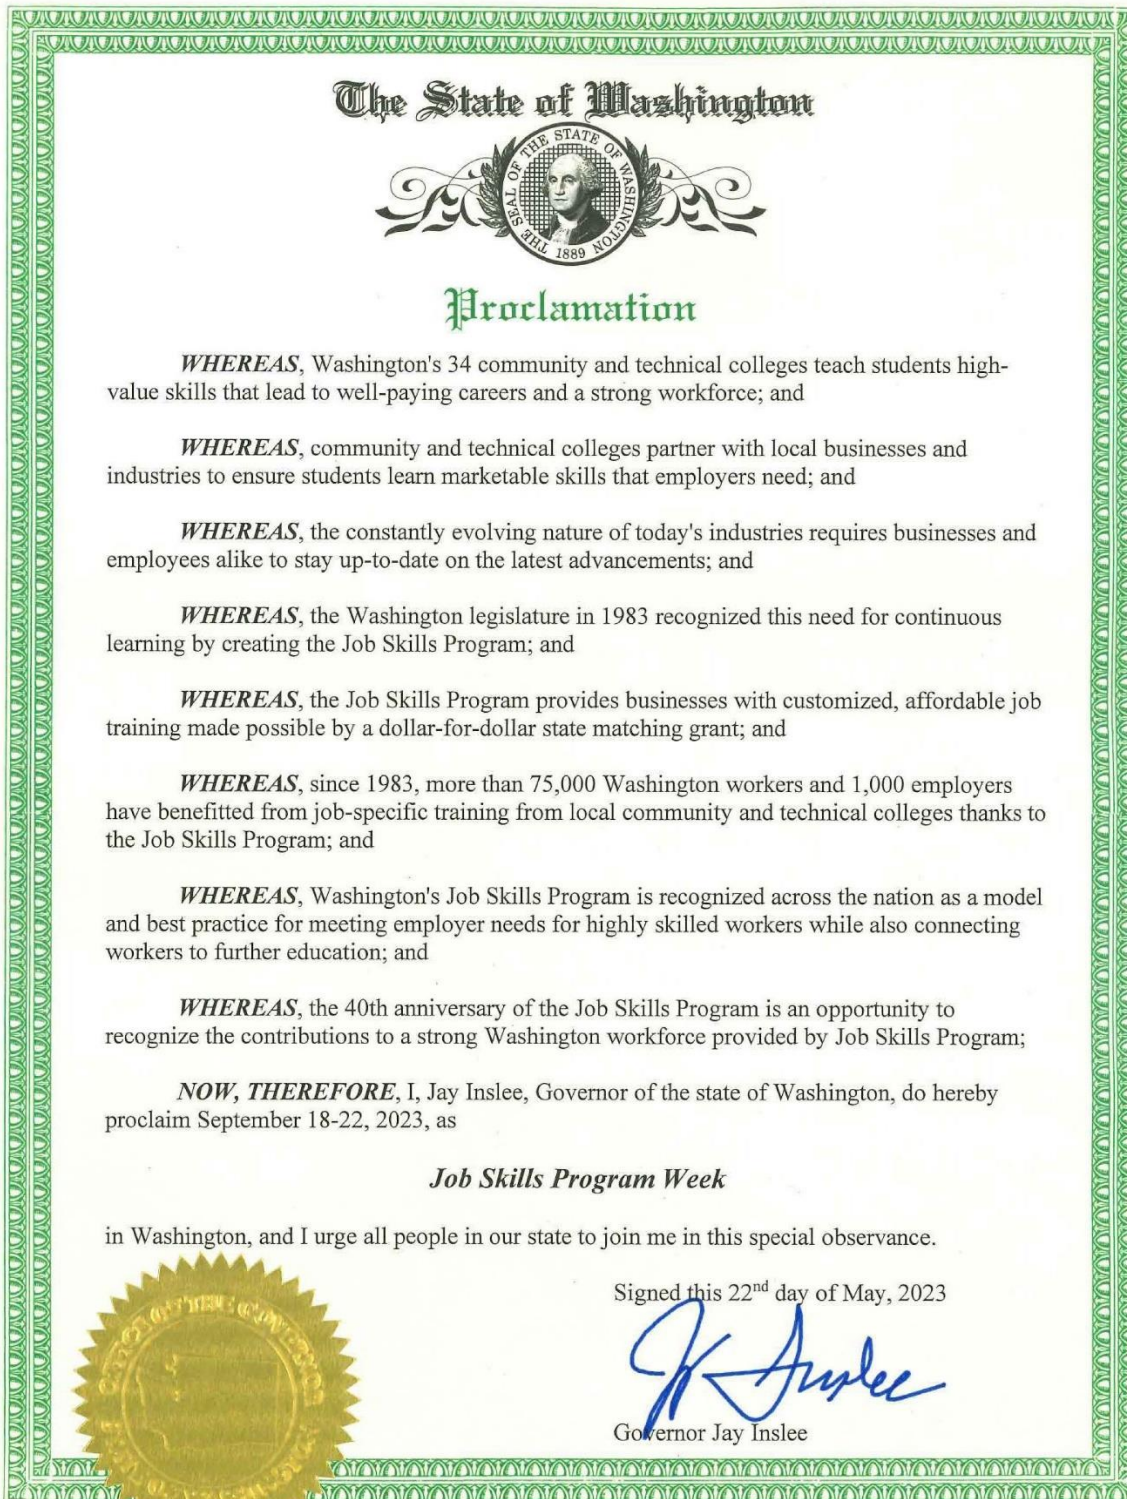 The State of Washington
THE SEAL OF THE STATE OF WASHINGTON
1889
Proclamation
WHEREAS, Washington's 34 community and technical colleges teach students high-
value skills that lead to well-paying careers and a strong workforce; and
WHEREAS, community and technical colleges partner with local businesses and
industries to ensure students learn marketable skills that employers need; and
WHEREAS, the constantly evolving nature of today's industries requires businesses and
employees alike to stay up-to-date on the latest advancements; and
WHEREAS, the Washington legislature in 1983 recognized this need for continuous
learning by creating the Job Skills Program; and
WHEREAS, the Job Skills Program provides businesses with customized, affordable job
training made possible by a dollar-for-dollar state matching grant; and
WHEREAS, since 1983, more than 75,000 Washington workers and 1,000 employers
have benefitted from job-specific training from local community and technical colleges thanks to
the Job Skills Program; and
WHEREAS, Washington's Job Skills Program is recognized across the nation as a model
and best practice for meeting employer needs for highly skilled workers while also connecting
workers to further education; and
WHEREAS, the 40th anniversary of the Job Skills Program is an opportunity to
recognize the contributions to a strong Washington workforce provided by Job Skills Program;
NOW, THEREFORE, I, Jay Inslee, Governor of the state of Washington, do hereby
proclaim September 18-22, 2023, as
Job Skills Program Week
in Washington, and I urge all people in our state to join me in this special observance.
Signed this 22nd day of May, 2023
Jay Inslee
Governor Jay Inslee
OFFICE OF THE GOVERNOR